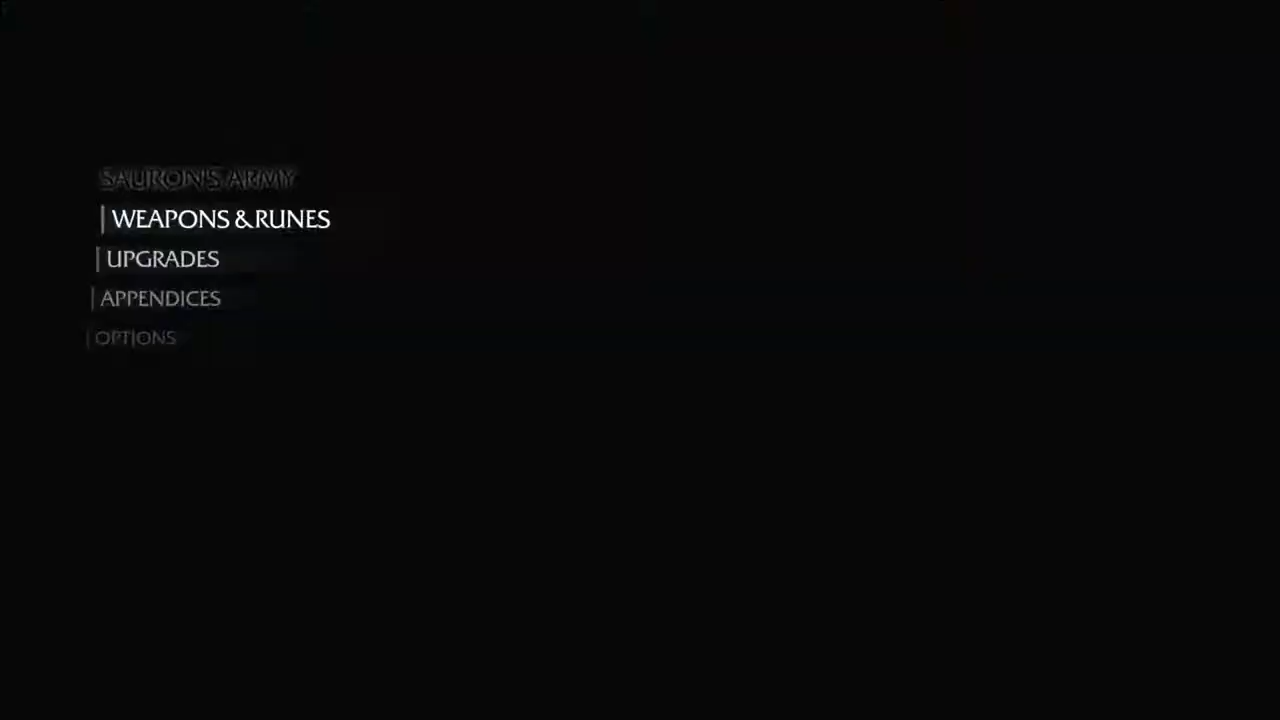 SAURON'S ARMY
WEAPONS & RUNES
UPGRADES
APPENDICES
OPTIONS